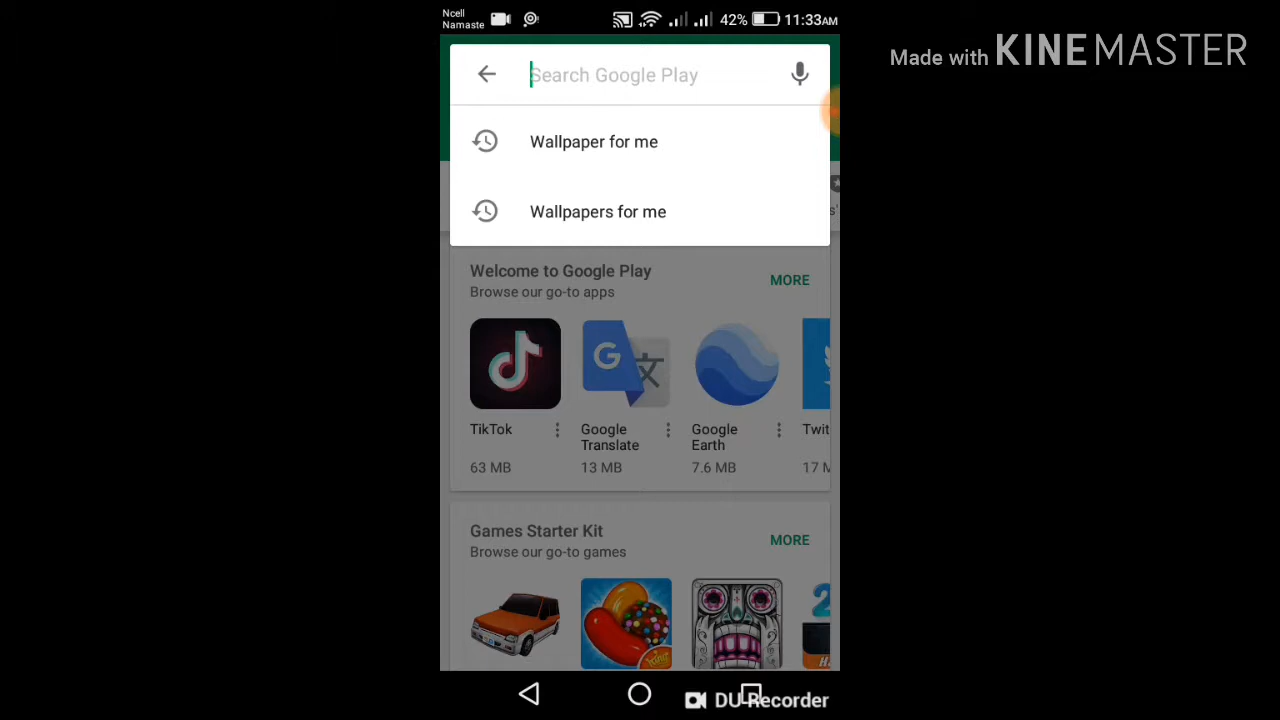 Ncell
Namaste
42%
11:33AM
Made with KINEMASTER
Search Google Play
Wallpaper for me
Wallpapers for me
Welcome to Google Play
MORE
Browse our go-to apps
TikTok
Google
Translate
Google
Earth
Twit
63 MB
13 MB
7.6 MB
17 M
Games Starter Kit
MORE
Browse our go-to games
King
DU Recorder